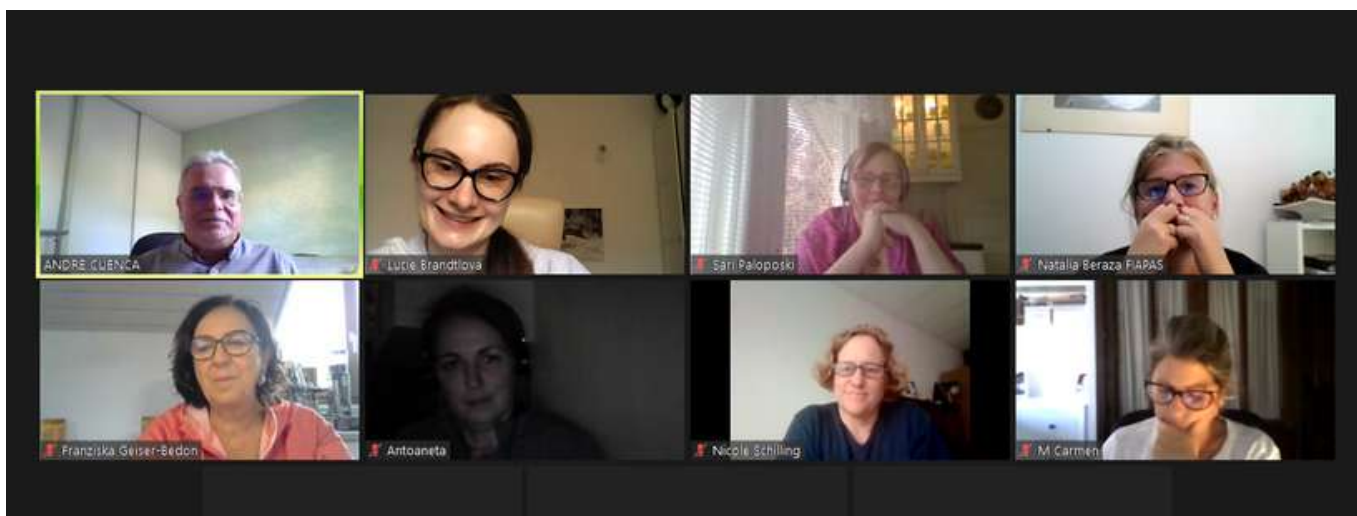 ANDRE CUENCA
Lucie Brandtlova
Sari Paloposki
Natalia Beraza FIAPAS
Franziska Geiser-Bedon
Antoaneta
Nicole Schilling
M Carmen